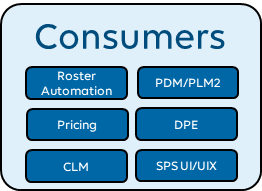 Consumers
Roster
Automation
PDM/PLM2
Pricing
DPE
CLM
SPS UI/UIX